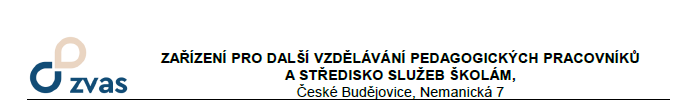 zvas
ZAŘÍZENÍ PRO DALŠÍ VZDĚLÁVÁNÍ PEDAGOGICKÝCH PRACOVNÍKŮ
A STŘEDISKO SLUŽEB ŠKOLÁM,
České Budějovice, Nemanická 7